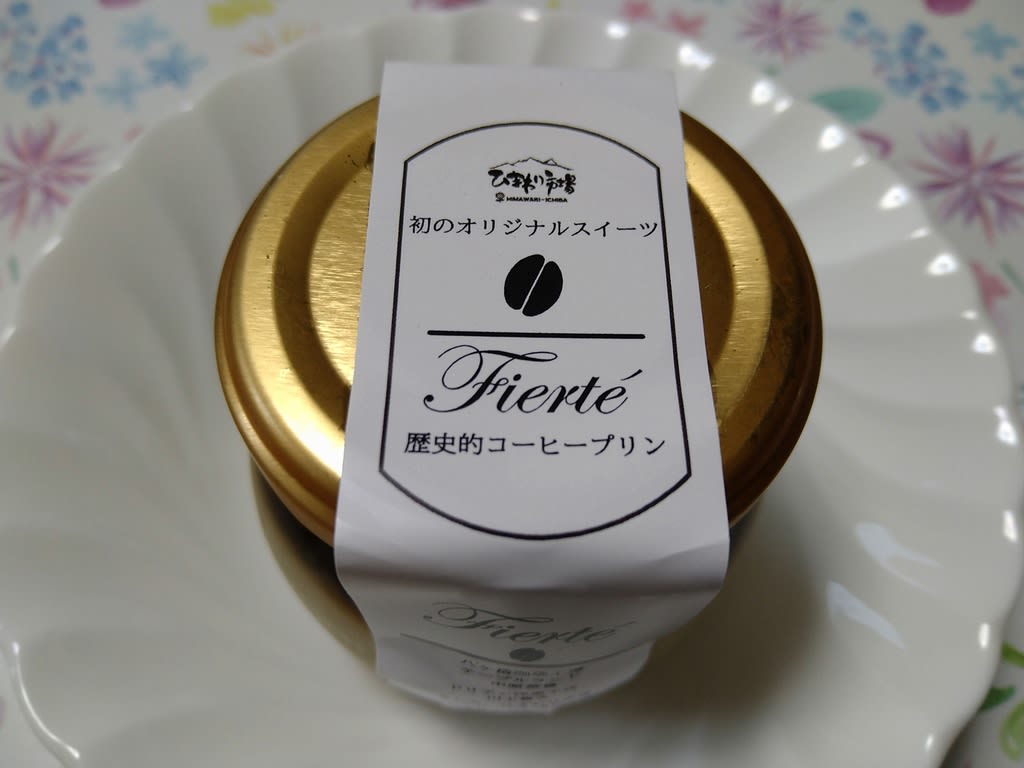 ひまわり市場
HIMAWARI-ICHIBA
初のオリジナルスイーツ
Fierté
歴史的コーヒープリン
Fierté